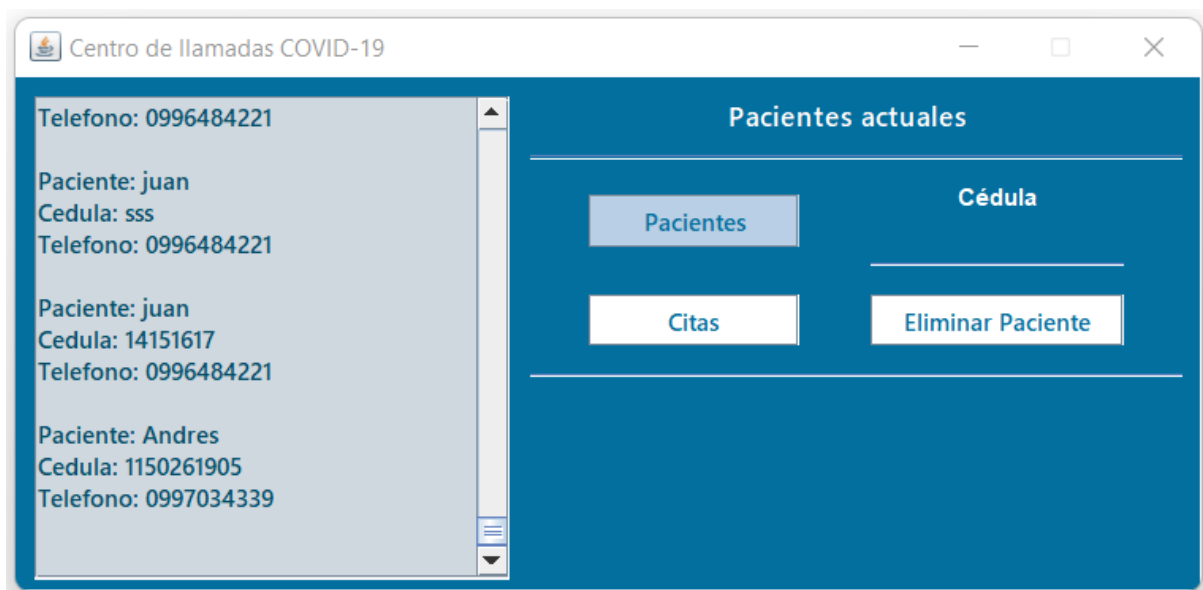 Centro de llamadas COVID-19
Telefono: 0996484221
Paciente: juan
Cedula: sss
Telefono: 0996484221
Paciente: juan
Cedula: 14151617
Telefono: 0996484221
Paciente: Andres
Cedula: 1150261905
Telefono: 0997034339
Pacientes actuales
Pacientes
Cédula
Citas
Eliminar Paciente